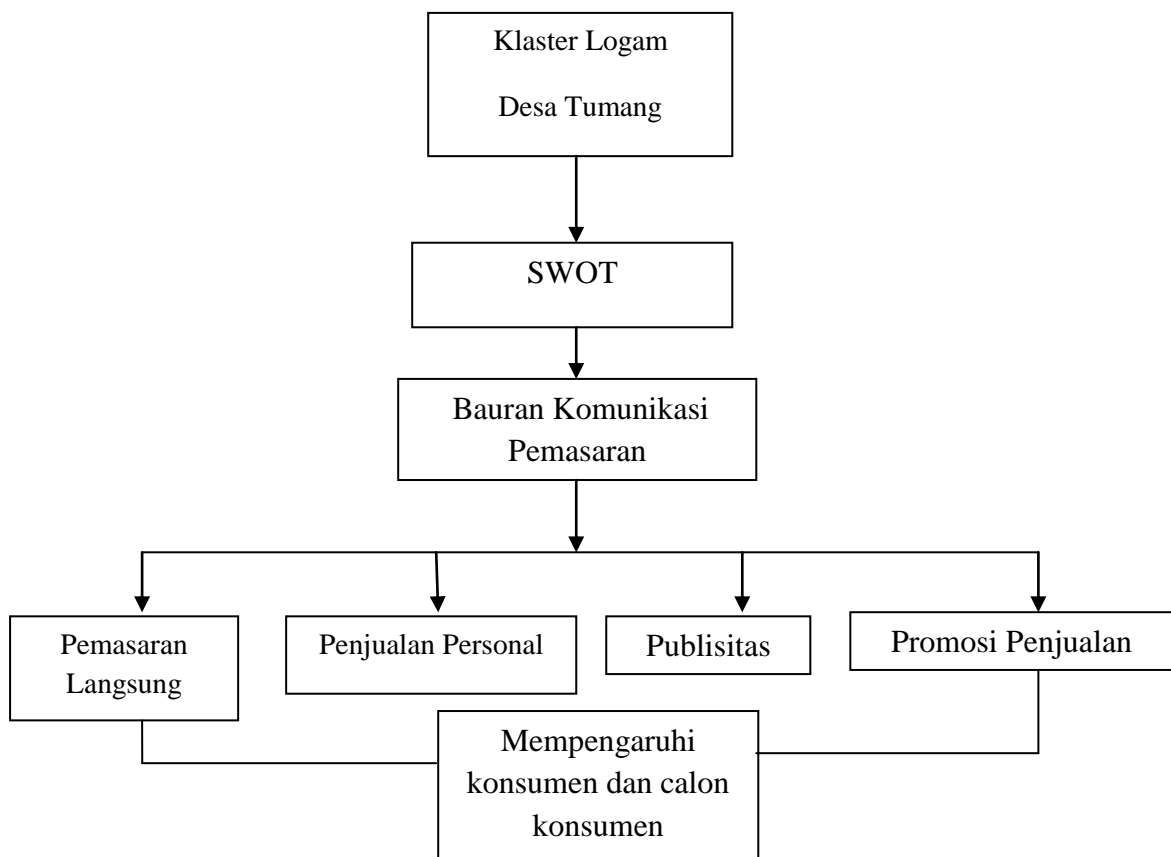 Klaster Logam
Desa Tumang
SWOT
Bauran Komunikasi
Pemasaran
Pemasaran
Langsung
Penjualan Personal
Publisitas
Promosi Penjualan
Mempengaruhi
konsumen dan calon
konsumen